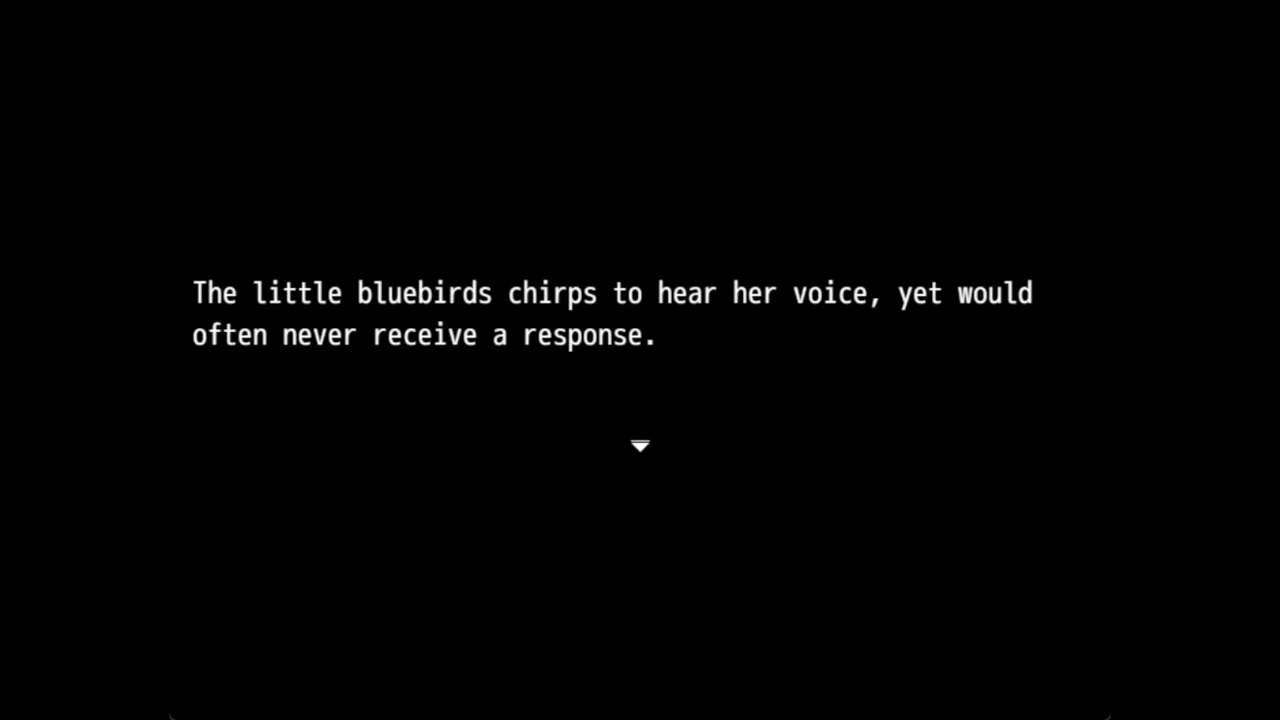 The little bluebirds chirps to hear her voice, yet would
often never receive a response.